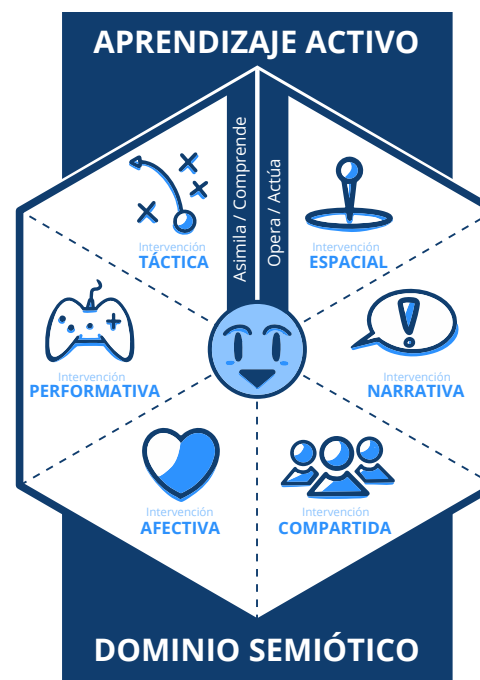 APRENDIZAJE ACTIVO
Asimila / Comprende
Opera / Actúa
Intervención
TÁCTICA
Intervención
ESPACIAL
Intervención
PERFORMATIVA
Intervención
NARRATIVA
Intervención
AFECTIVA
Intervención
COMPARTIDA
DOMINIO SEMIÓTICO